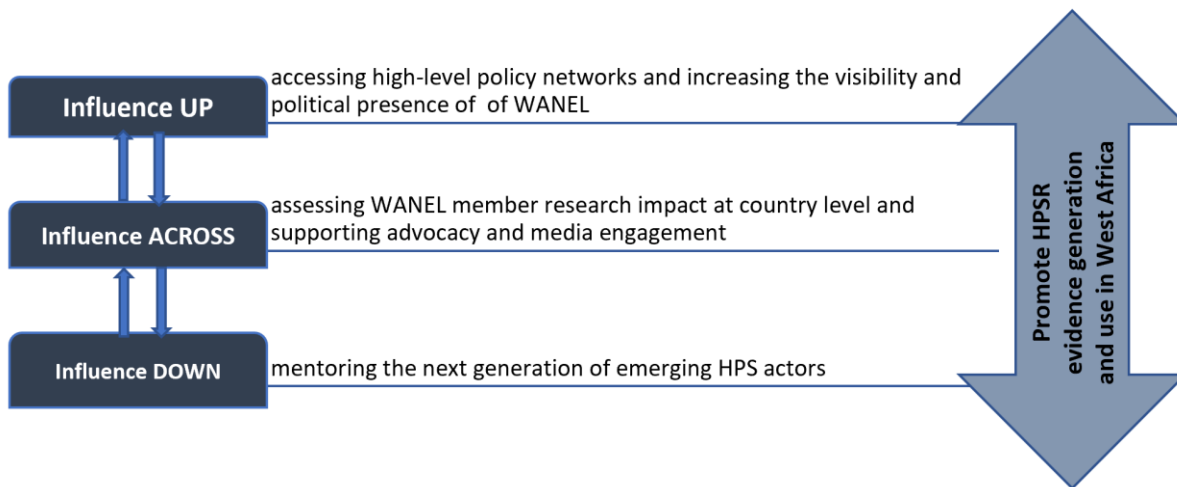 Influence UP
accessing high-level policy networks and increasing the visibility and
political presence of of WANEL
Influence ACROSS
assessing WANEL member research impact at country level and
supporting advocacy and media engagement
Influence DOWN
mentoring the next generation of emerging HPS actors
Promote HPSR
evidence generation
and use in West Africa